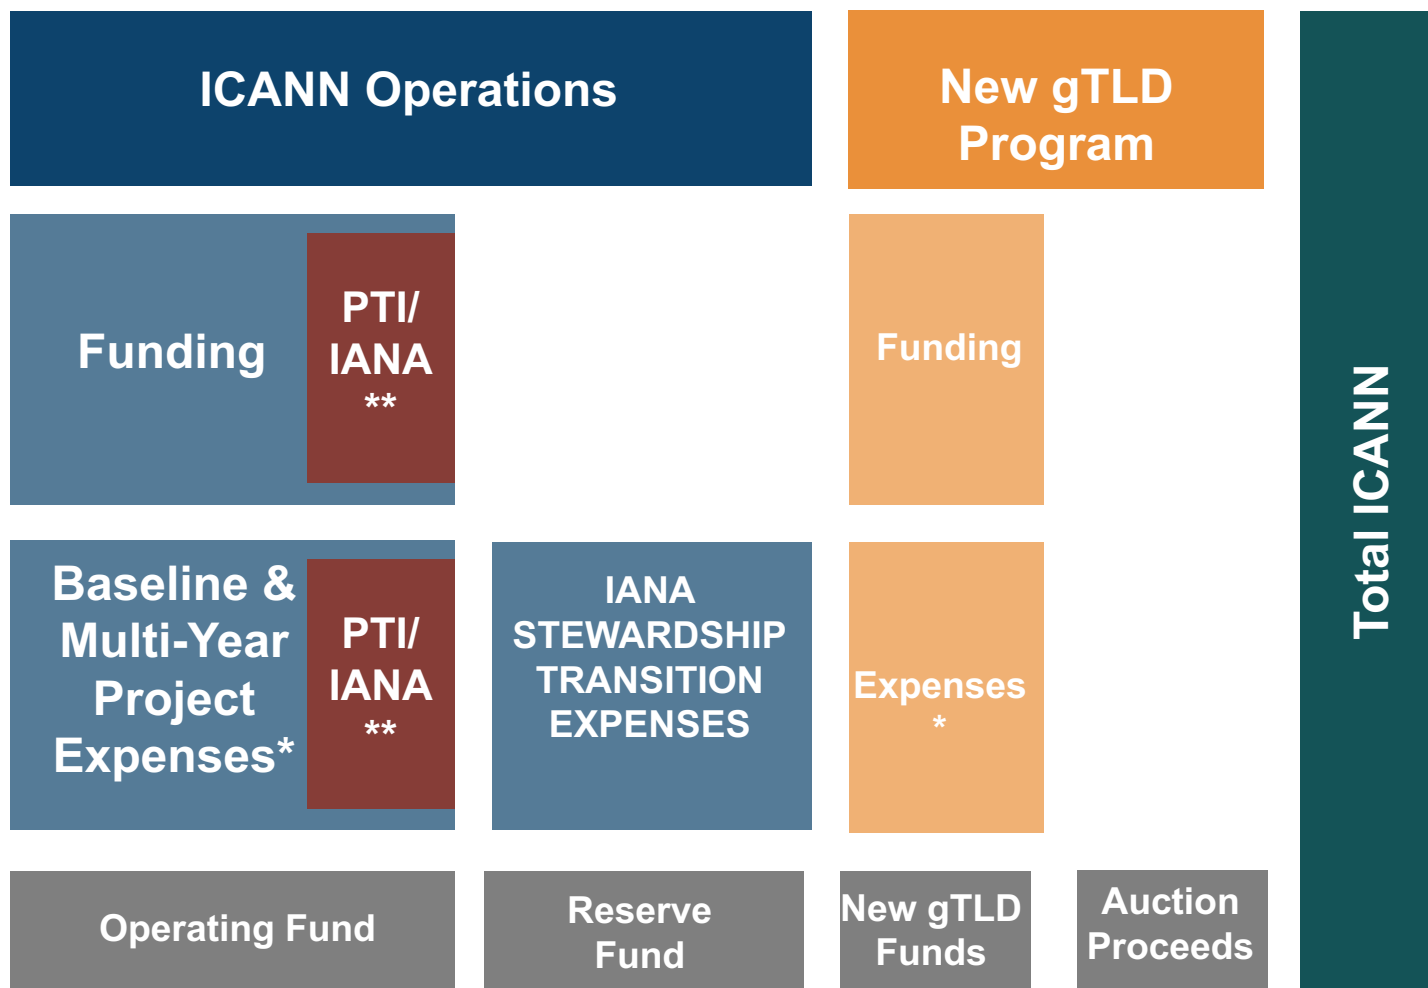 ICANN Operations
New gTLD
Program
Funding
PTI/
IANA
**
Funding
Baseline &
Multi-Year
Project
Expenses*
PTI/
IANA
**
IANA
STEWARDSHIP
TRANSITION
EXPENSES
Expenses
*
Operating Fund
Reserve
Fund
New gTLD
Funds
Auction
Proceeds
Total ICANN